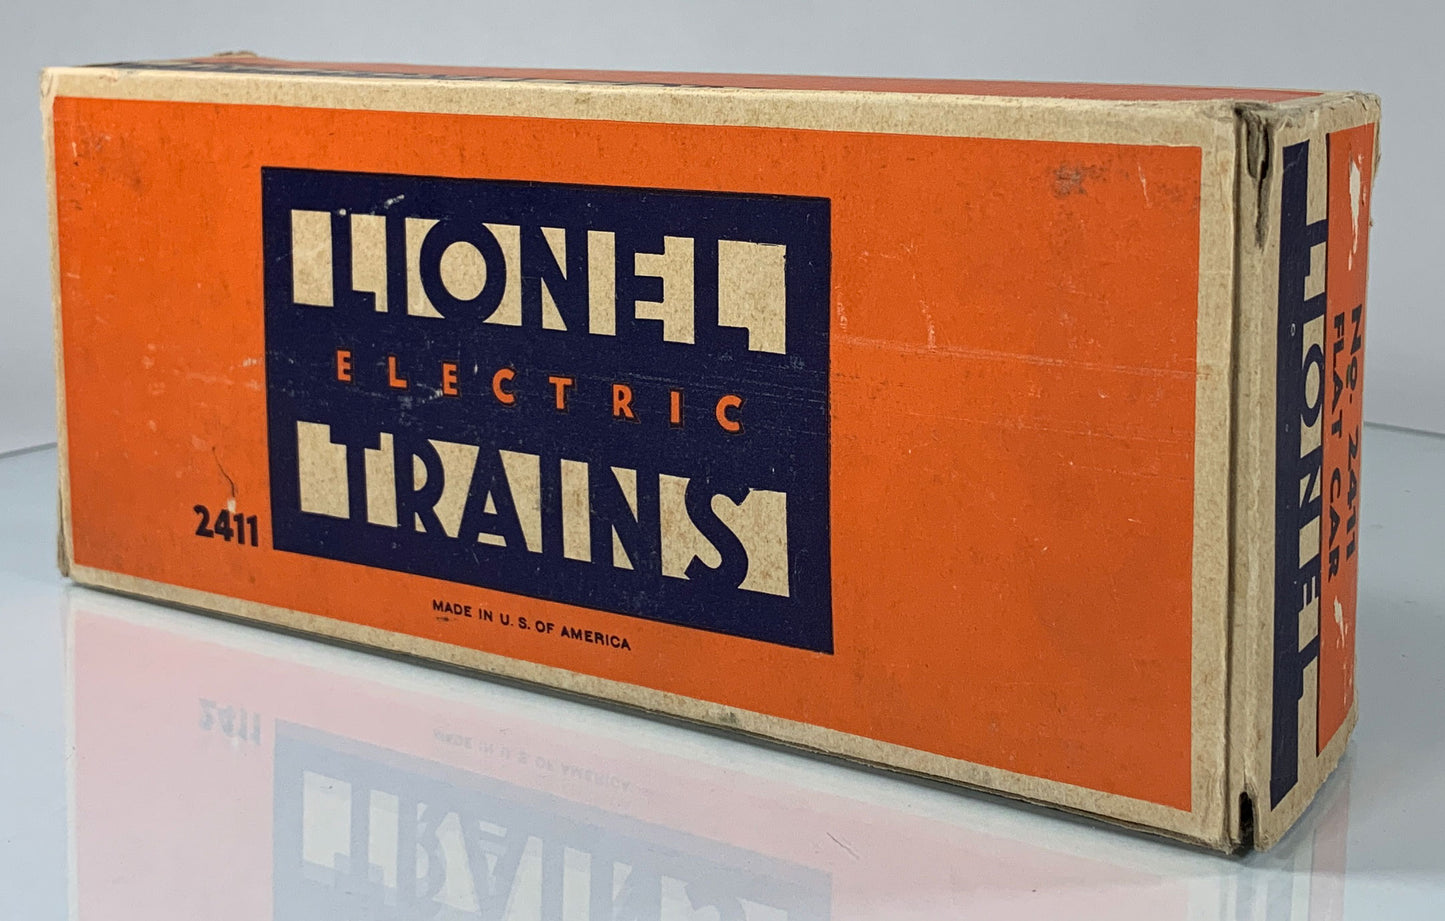 LIONEL
ELECTRIC
TRAINS
2411
MADE IN U. S. OF AMERICA
LIONEL
No. 2411
FLAT CAR